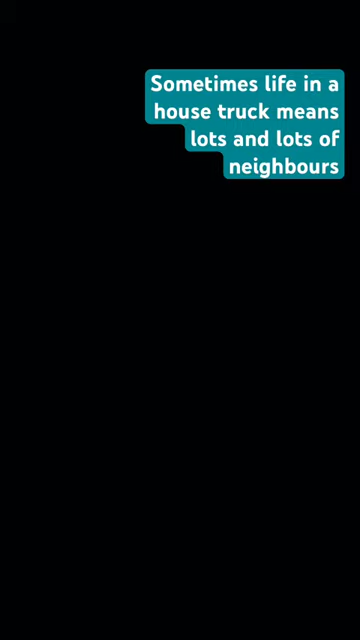 Sometimes life in a
house truck means
lots and lots of
neighbours